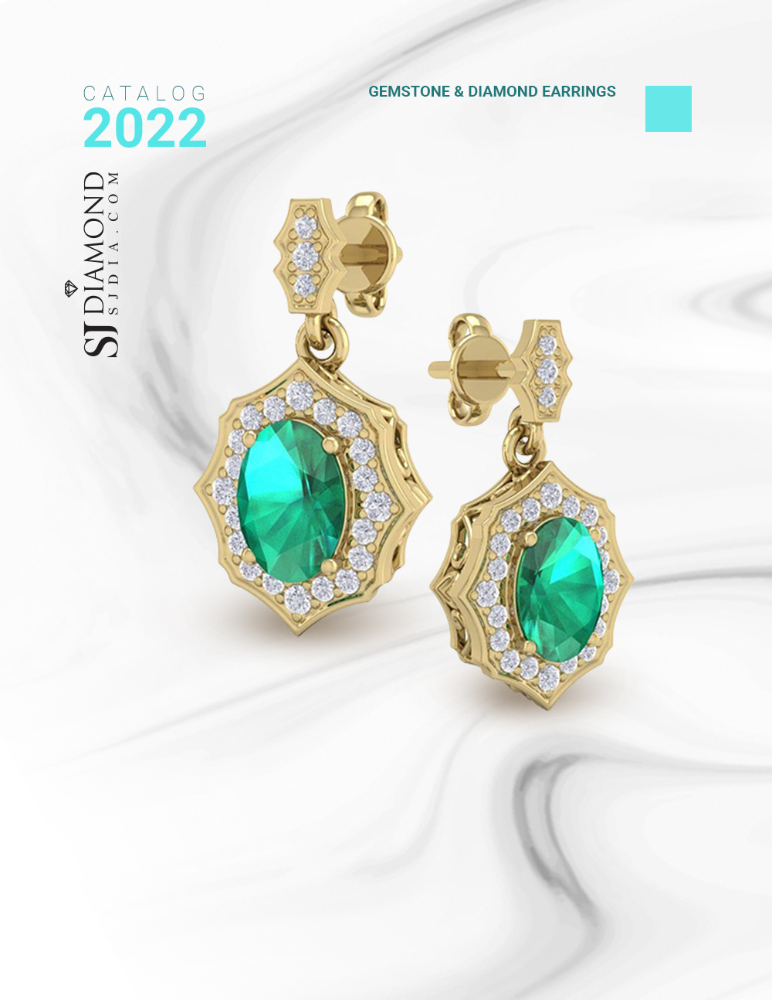 CATALOG
2022
GEMSTONE & DIAMOND EARRINGS
SJ DIAMOND
SJDIA.COM